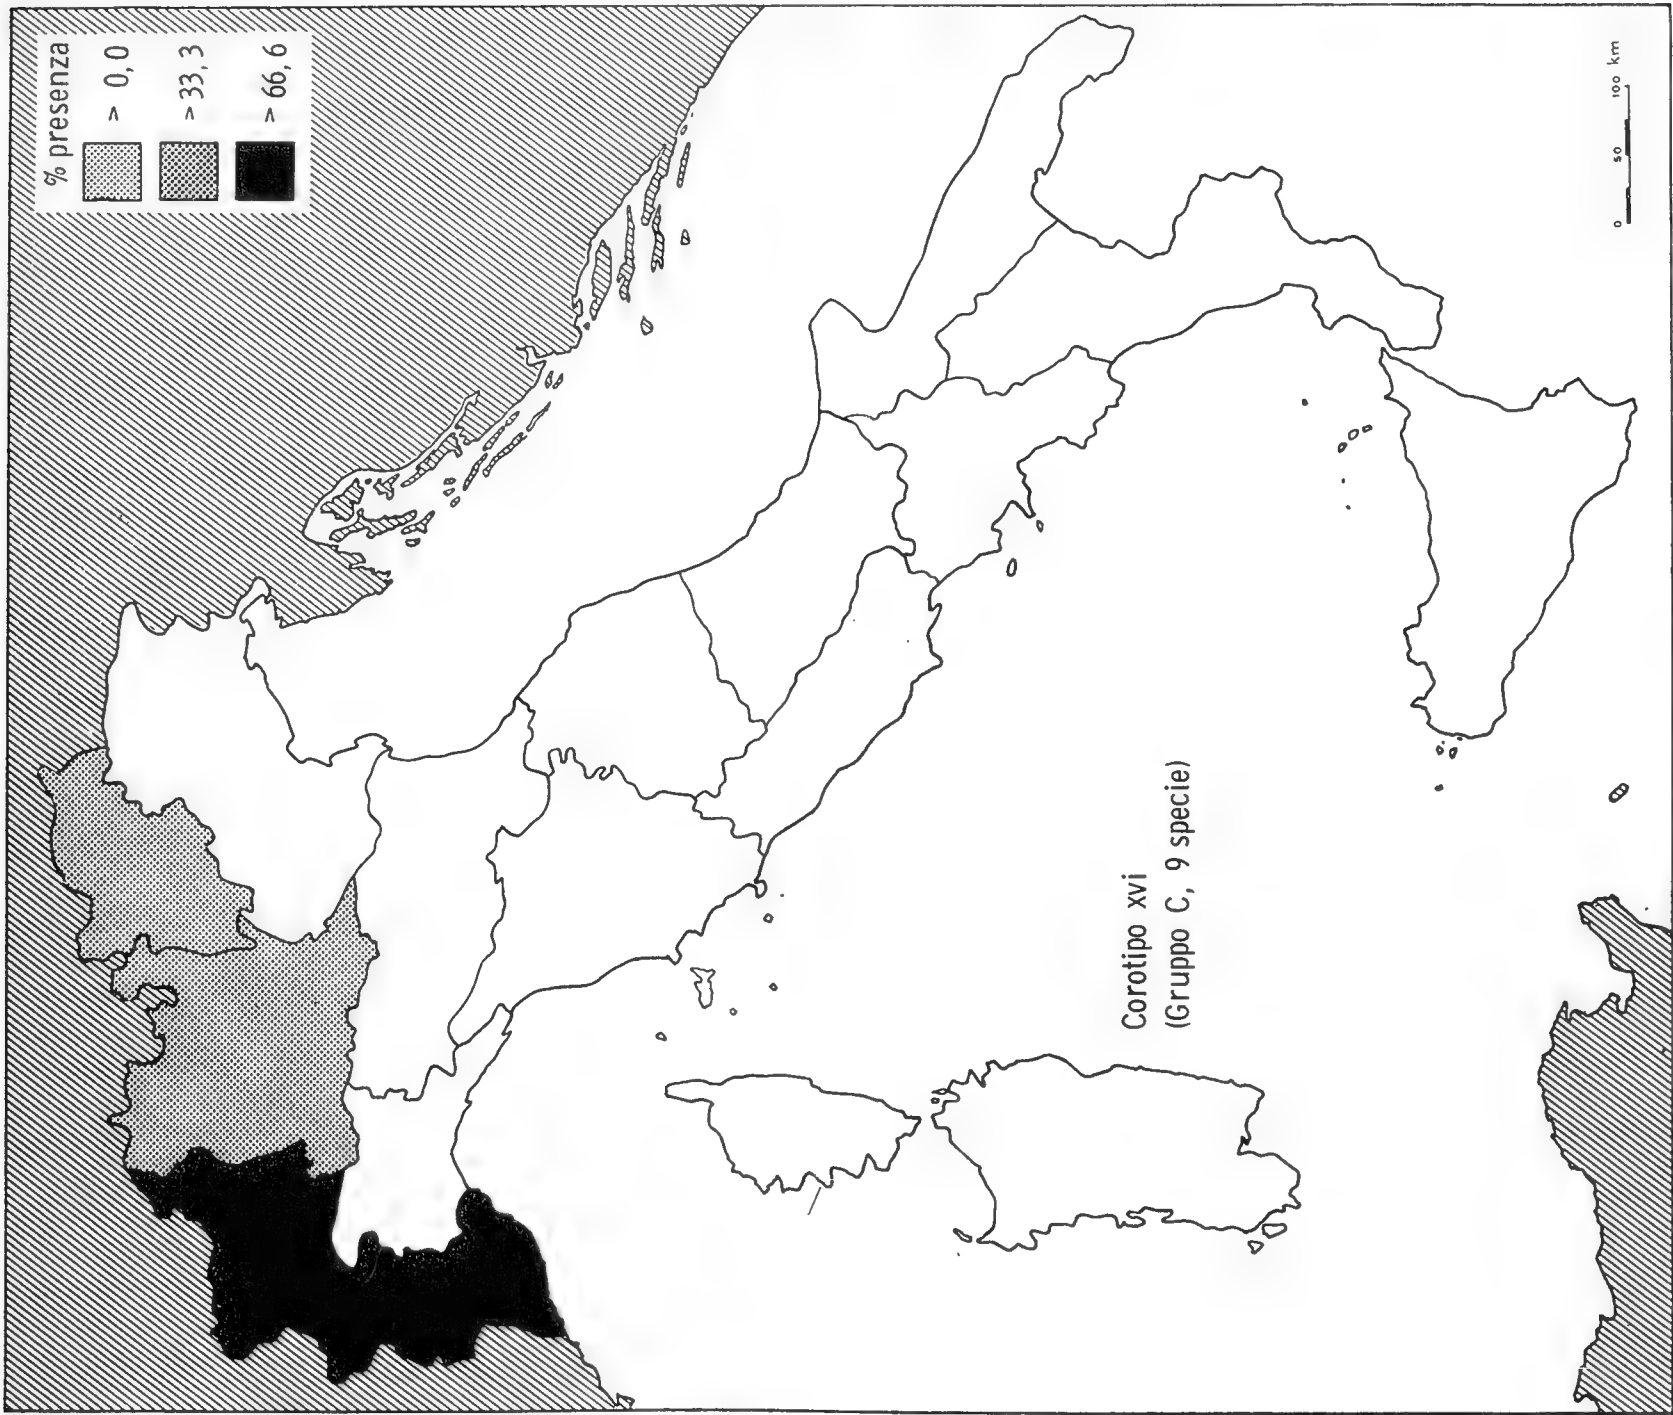 % presenza
> 0,0
>33,3
> 66,6
Corotipo xvi
(Gruppo C, 9 specie)
0 50 100 km